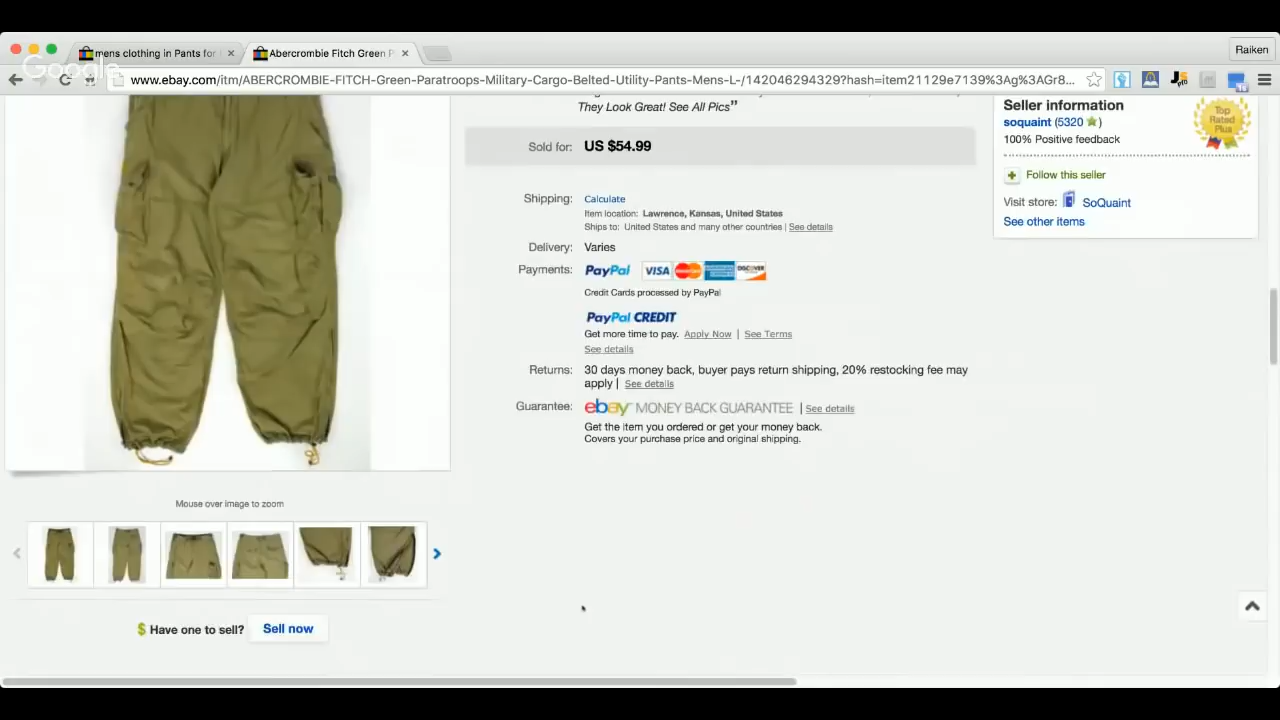 mens clothing in Pants for
Abercrombie Fitch Green P
Raiken
Google
www.ebay.com/itm/ABERCROMBIE-FITCH-Green-Paratroops-Military-Cargo-Belted-Utility-Pants-Mens-L-/142046294329?hash=item21129e7139%3Ag%3AGr8...
They Look Great! See All Pics”
Sold for: US $54.99
Shipping: Calculate
Item location: Lawrence, Kansas, United States
Ships to: United States and many other countries | See details
Delivery: Varies
Payments: PayPal VISA MasterCard DISCOVER
Credit Cards processed by PayPal
PayPal CREDIT
Get more time to pay. Apply Now | See Terms
See details
Returns: 30 days money back, buyer pays return shipping, 20% restocking fee may
apply | See details
Guarantee: ebay MONEY BACK GUARANTEE | See details
Get the item you ordered or get your money back.
Covers your purchase price and original shipping.
Seller information
soquaint (5320)
100% Positive feedback
Top
Rated
Plus
Follow this seller
Visit store: SoQuaint
See other items
Mouse over image to zoom
$ Have one to sell? Sell now